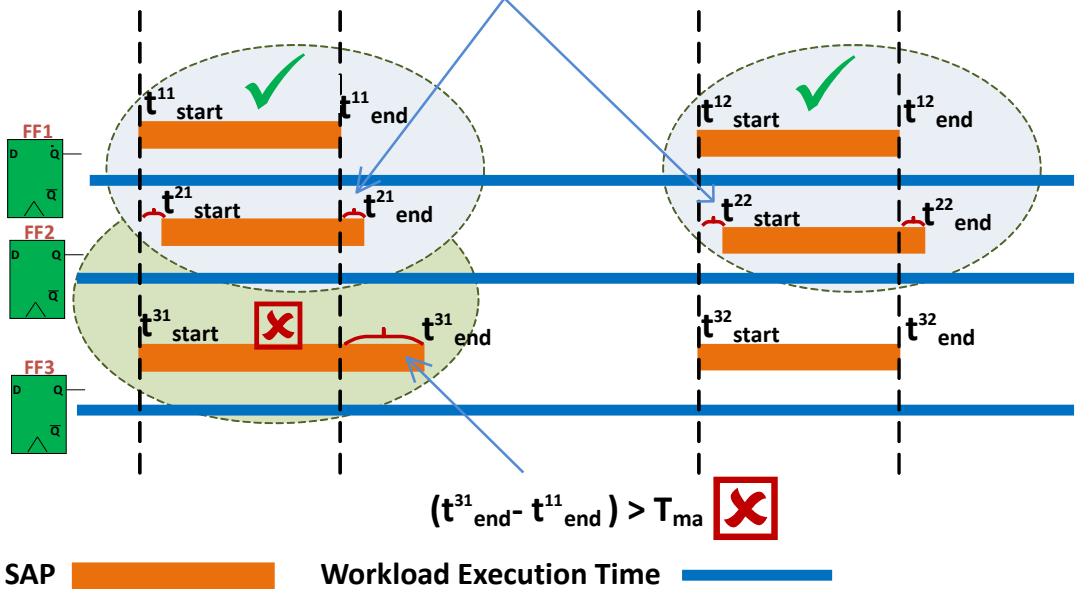 t11start t11end t12start t12end
FF1
D Q
Q̅
t21start t21end t22start t22end
FF2
D Q
Q̅
t31start t31end t32start t32end
FF3
D Q
Q̅
(t31end- t11end ) > Tma
SAP Workload Execution Time